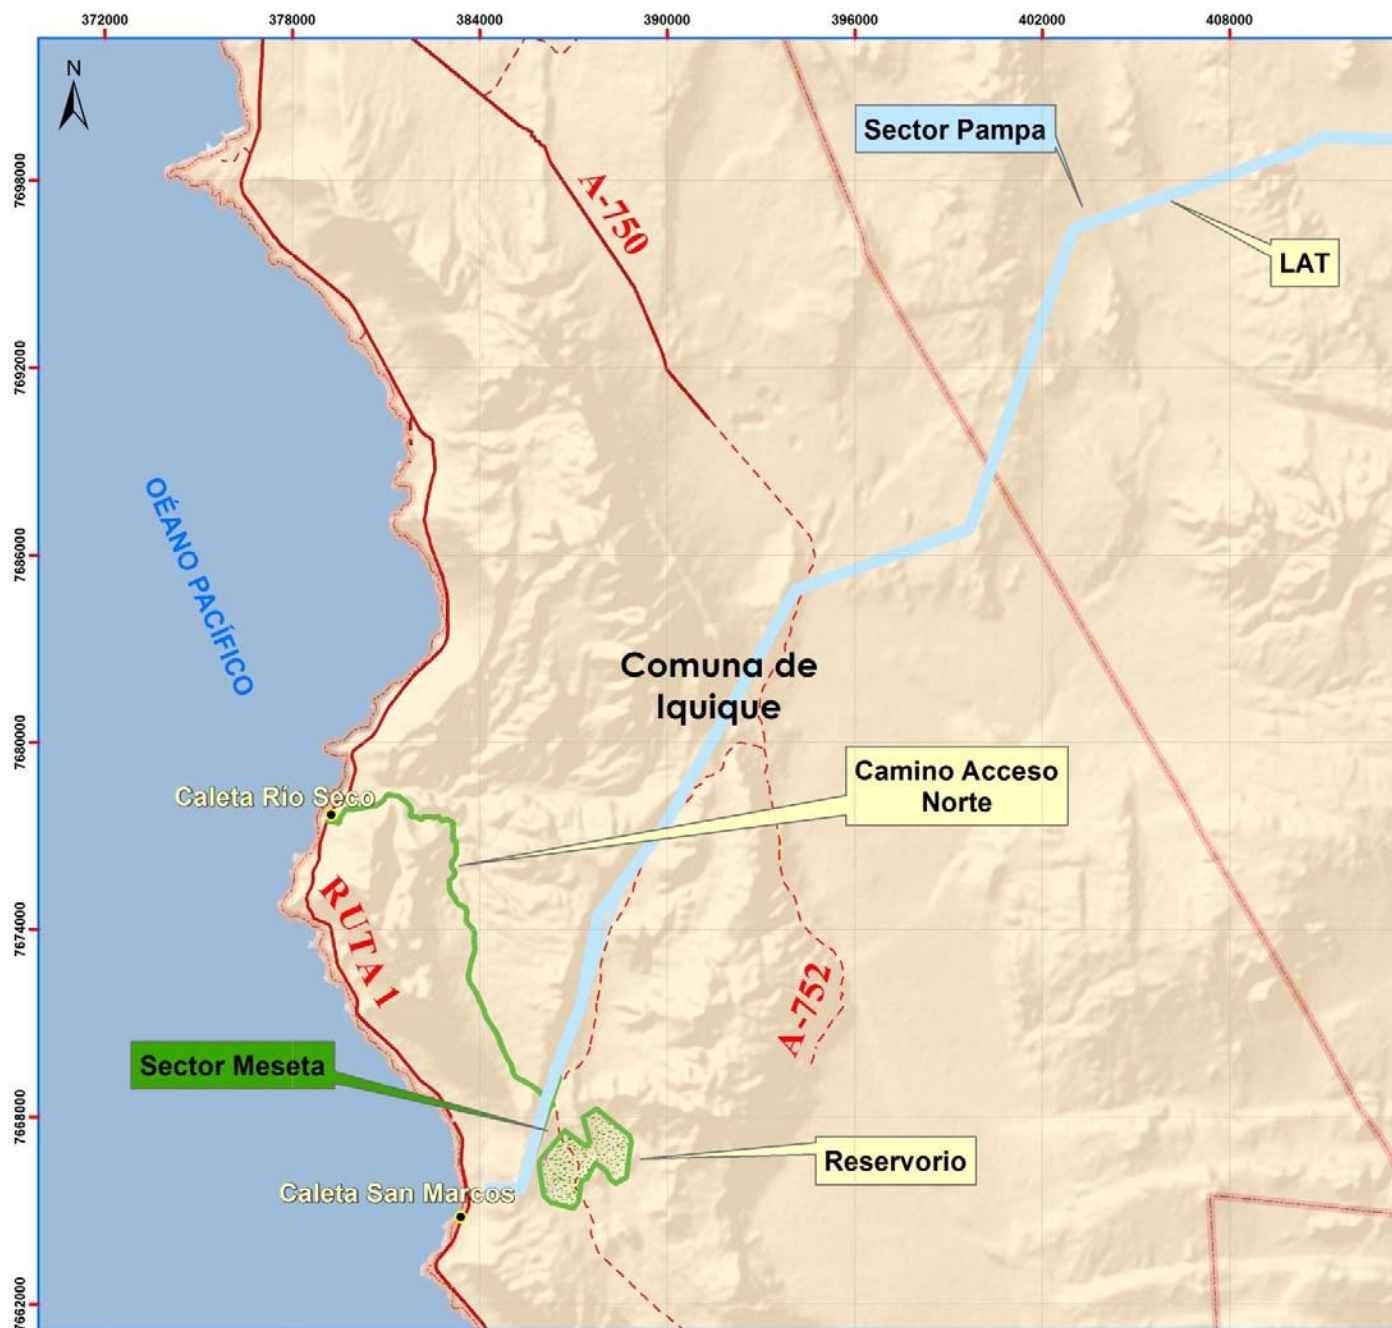 372000 378000 384000 390000 396000 402000 408000
N
Sector Pampa
7698000
A-750
LAT
7692000
OÉANO PACÍFICO
7686000
Comuna de
Iquique
7680000
Camino Acceso
Norte
Caleta Río Seco
RUTA 1
7674000
A-752
Sector Meseta
7668000
Reservorio
Caleta San Marcos
7662000